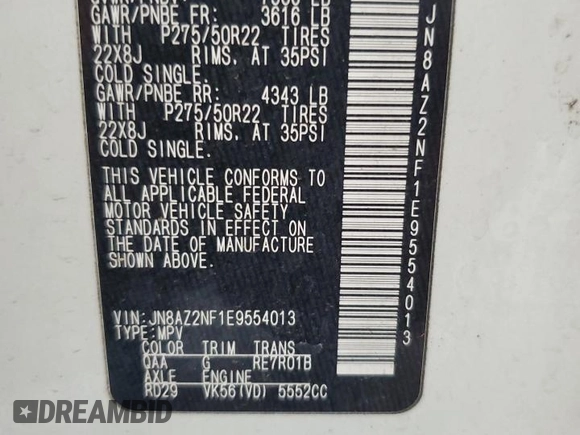 GAWR/PNBE FR: 3616 LB
WITH P275/50R22 TIRES
22X8J RIMS. AT 35PSI
COLD SINGLE.
GAWR/PNBE RR: 4343 LB
WITH P275/50R22 TIRES
22X8J RIMS. AT 35PSI
COLD SINGLE.
THIS VEHICLE CONFORMS TO
ALL APPLICABLE FEDERAL
MOTOR VEHICLE SAFETY
STANDARDS IN EFFECT ON
THE DATE OF MANUFACTURE
SHOWN ABOVE.
VIN:JN8AZ2NF1E9554013
TYPE:MPV
COLOR TRIM TRANS
QAA G RE7R01B
AXLE ENGINE
RD29 VK56(VD) 5552CC
JN8AZ2NF1E9554013
DREAMBID